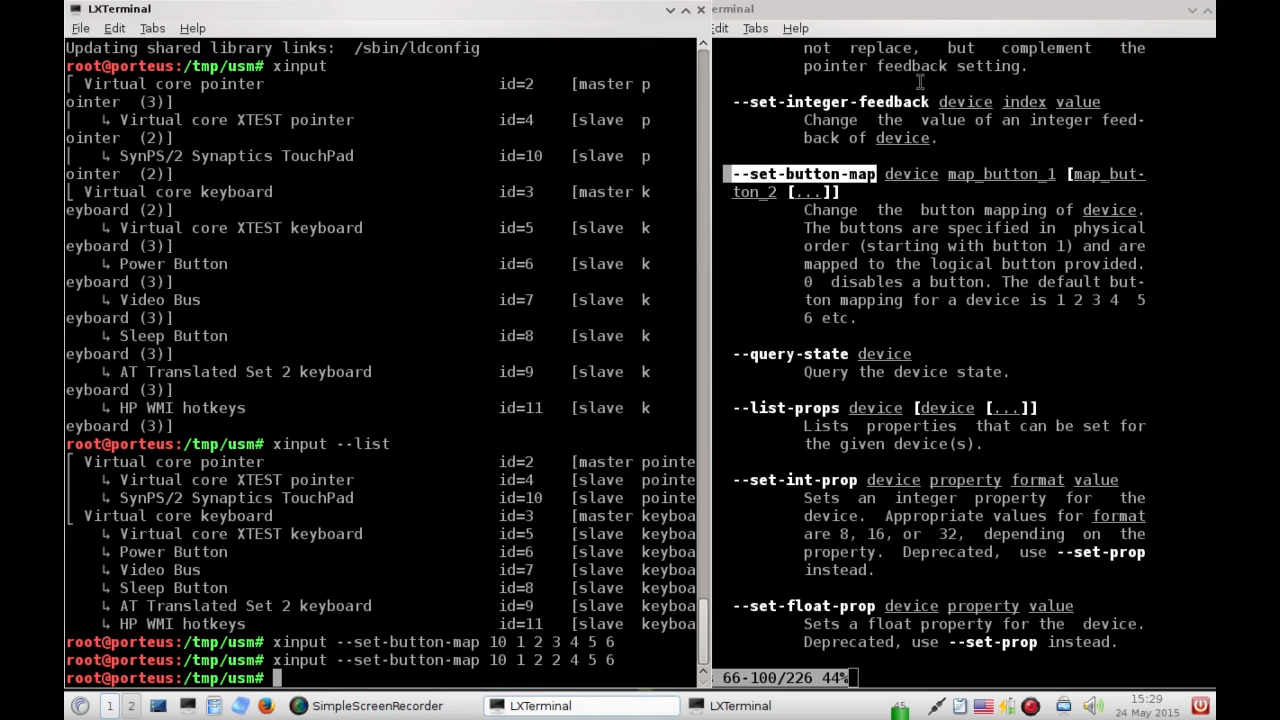 LXTerminal
File Edit Tabs Help
Updating shared library links:  /sbin/ldconfig
root@porteus:/tmp/usm# xinput
⎡ Virtual core pointer                          id=2    [master p
ointer  (3)]
⎜   ↳ Virtual core XTEST pointer                id=4    [slave  p
ointer  (2)]
⎜   ↳ SynPS/2 Synaptics TouchPad                id=10   [slave  p
ointer  (2)]
⎣ Virtual core keyboard                         id=3    [master k
eyboard (2)]
↳ Virtual core XTEST keyboard               id=5    [slave  k
eyboard (3)]
↳ Power Button                              id=6    [slave  k
eyboard (3)]
↳ Video Bus                                 id=7    [slave  k
eyboard (3)]
↳ Sleep Button                              id=8    [slave  k
eyboard (3)]
↳ AT Translated Set 2 keyboard              id=9    [slave  k
eyboard (3)]
↳ HP WMI hotkeys                            id=11   [slave  k
eyboard (3)]
root@porteus:/tmp/usm# xinput --list
⎡ Virtual core pointer                          id=2    [master pointe
⎜   ↳ Virtual core XTEST pointer                id=4    [slave  pointe
⎜   ↳ SynPS/2 Synaptics TouchPad                id=10   [slave  pointe
⎣ Virtual core keyboard                         id=3    [master keyboa
↳ Virtual core XTEST keyboard               id=5    [slave  keyboa
↳ Power Button                              id=6    [slave  keyboa
↳ Video Bus                                 id=7    [slave  keyboa
↳ Sleep Button                              id=8    [slave  keyboa
↳ AT Translated Set 2 keyboard              id=9    [slave  keyboa
↳ HP WMI hotkeys                            id=11   [slave  keyboa
root@porteus:/tmp/usm# xinput --set-button-map 10 1 2 3 4 5 6
root@porteus:/tmp/usm# xinput --set-button-map 10 1 2 2 4 5 6
root@porteus:/tmp/usm#
Terminal
dit Tabs Help
not replace, but complement the
pointer feedback setting.
--set-integer-feedback device index value
Change the value of an integer feed-
back of device.
--set-button-map device map_button_1 [map_but-
ton_2 [...]]
Change the button mapping of device.
The buttons are specified in physical
order (starting with button 1) and are
mapped to the logical button provided.
0 disables a button. The default but-
ton mapping for a device is 1 2 3 4 5
6 etc.
--query-state device
Query the device state.
--list-props device [device [...]]
Lists properties that can be set for
the given device(s).
--set-int-prop device property format value
Sets an integer property for the
device. Appropriate values for format
are 8, 16, or 32, depending on the
property. Deprecated, use --set-prop
instead.
--set-float-prop device property value
Sets a float property for the device.
Deprecated, use --set-prop instead.
66-100/226 44%
1 2 SimpleScreenRecorder LXTerminal LXTerminal 45 15:29
24 May 2015